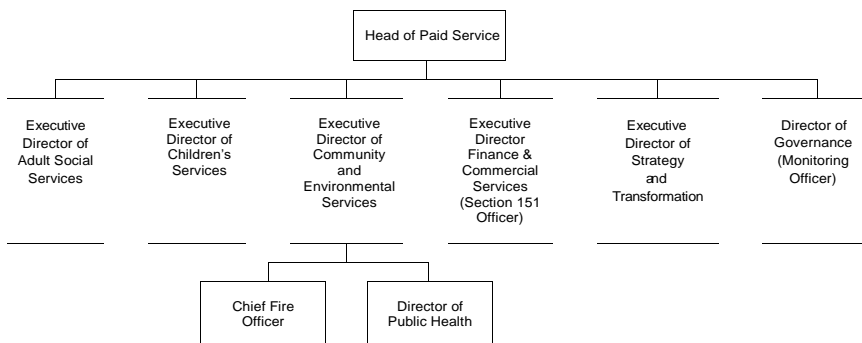 Head of Paid Service
Executive
Director of
Adult Social
Services
Executive
Director of
Children’s
Services
Executive
Director of
Community
and
Environmental
Services
Executive
Director
Finance &
Commercial
Services
(Section 151
Officer)
Executive
Director of
Strategy
and
Transformation
Director of
Governance
(Monitoring
Officer)
Chief Fire
Officer
Director of
Public Health